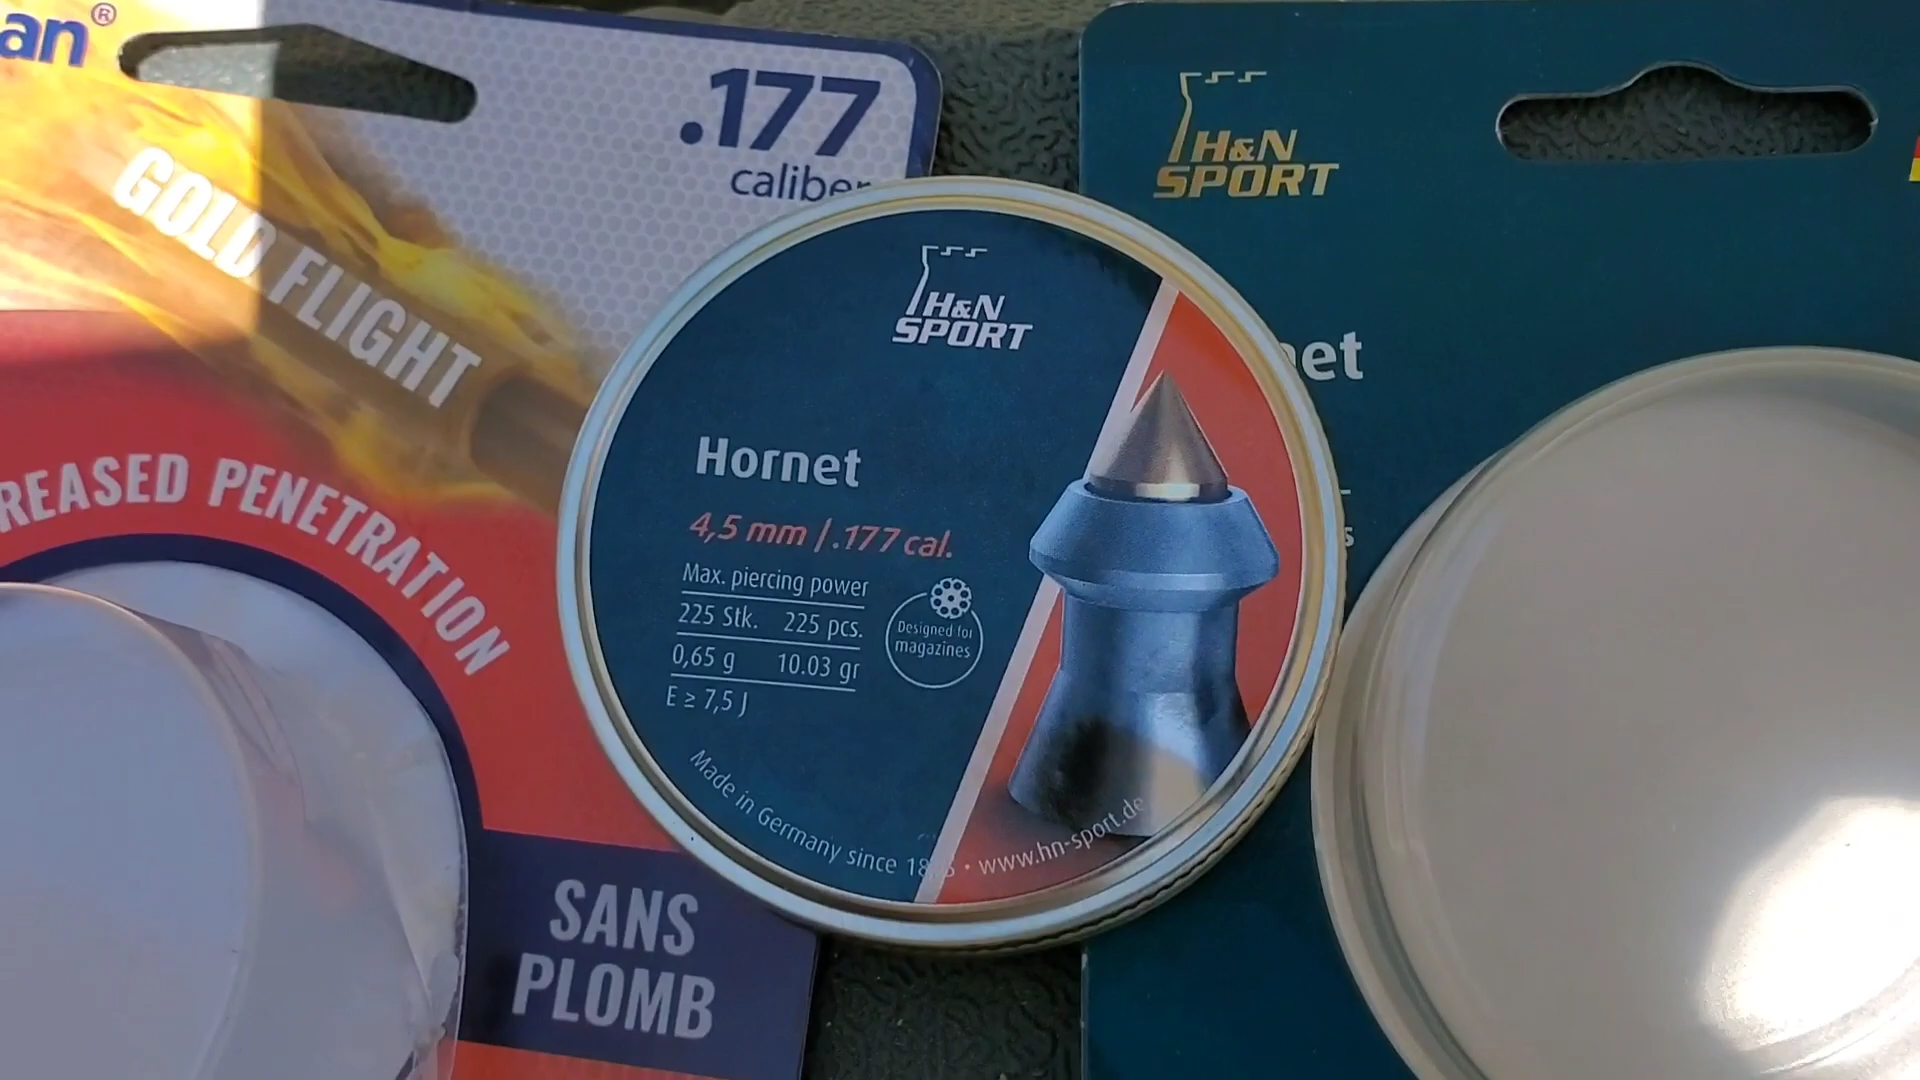 an®
.177
caliber
GOLD FLIGHT
REASED PENETRATION
SANS
PLOMB
H&N
SPORT
Hornet
4,5 mm / .177 cal.
Max. piercing power
225 Stk. 225 pcs.
0,65 g 10.03 gr
E ≥ 7,5 J
Designed for
magazines
Made in Germany since • www.hn-sport.de
H&N
SPORT
net
s